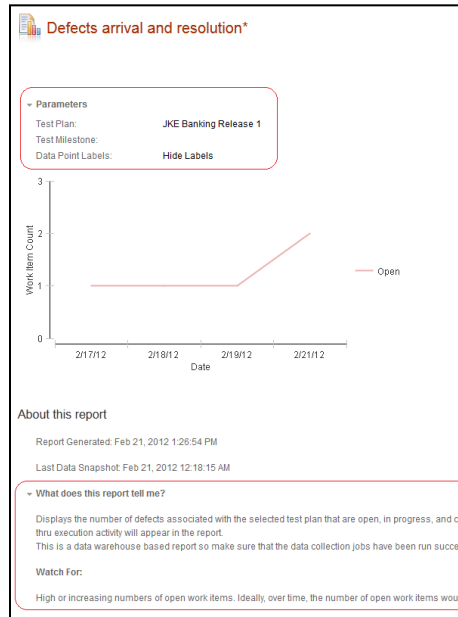 Defects arrival and resolution*
Parameters
Test Plan: JKE Banking Release 1
Test Milestone:
Data Point Labels: Hide Labels
3
2
1
0
Work Item Count
Open
2/17/12 2/18/12 2/19/12 2/21/12
Date
About this report
Report Generated: Feb 21, 2012 1:26:54 PM
Last Data Snapshot: Feb 21, 2012 12:18:15 AM
What does this report tell me?
Displays the number of defects associated with the selected test plan that are open, in progress, and
thru execution activity will appear in the report.
This is a data warehouse based report so make sure that the data collection jobs have been run
Watch For:
High or increasing numbers of open work items. Ideally, over time, the number of open work items